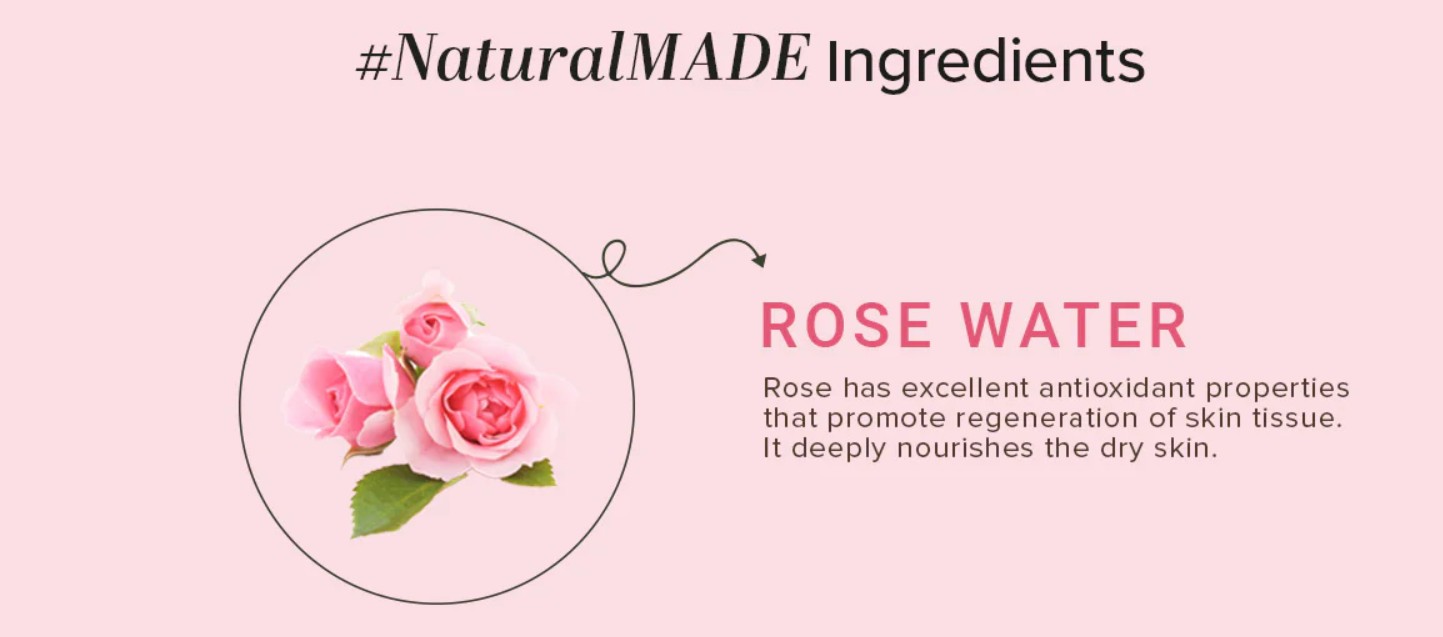 #NaturalMADE Ingredients
ROSE WATER
Rose has excellent antioxidant properties
that promote regeneration of skin tissue.
It deeply nourishes the dry skin.